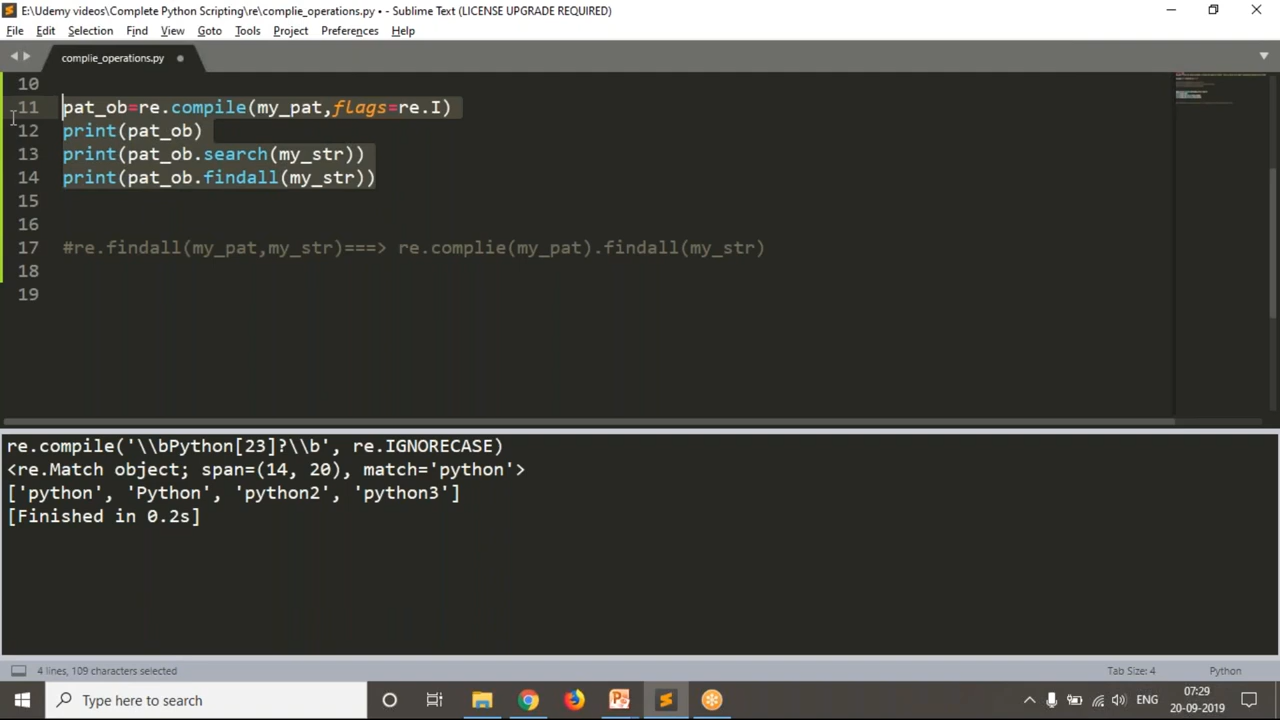 E:\Udemy videos\Complete Python Scripting\re\complie_operations.py • - Sublime Text (LICENSE UPGRADE REQUIRED)
File Edit Selection Find View Goto Tools Project Preferences Help
complie_operations.py
10
11 pat_ob=re.compile(my_pat,flags=re.I)
12 print(pat_ob)
13 print(pat_ob.search(my_str))
14 print(pat_ob.findall(my_str))
15
16
17 #re.findall(my_pat,my_str)===> re.complie(my_pat).findall(my_str)
18
19
re.compile('\\bPython[23]?\\b', re.IGNORECASE)
<re.Match object; span=(14, 20), match='python'>
['python', 'Python', 'python2', 'python3']
[Finished in 0.2s]
4 lines, 109 characters selected Tab Size: 4 Python
Type here to search ENG 07:29
20-09-2019